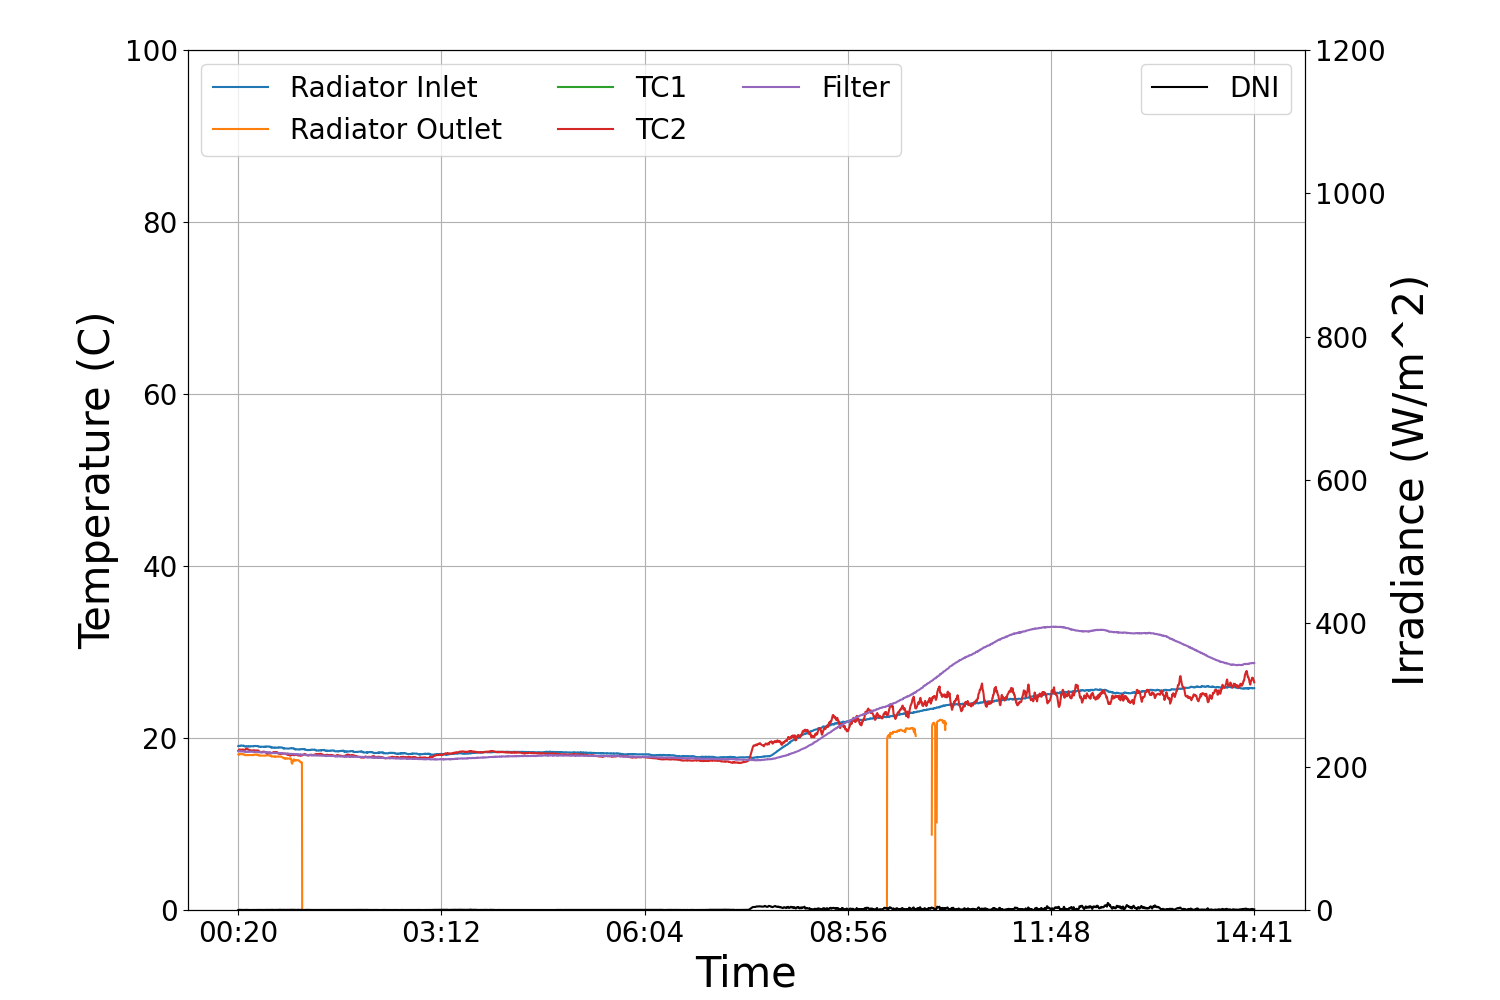 Radiator Inlet
Radiator Outlet
TC1
TC2
Filter
DNI
Temperature (C)
100
80
60
40
20
0
1200
1000
800
600
400
200
0
Irradiance (W/m^2)
00:20 03:12 06:04 08:56 11:48 14:41
Time